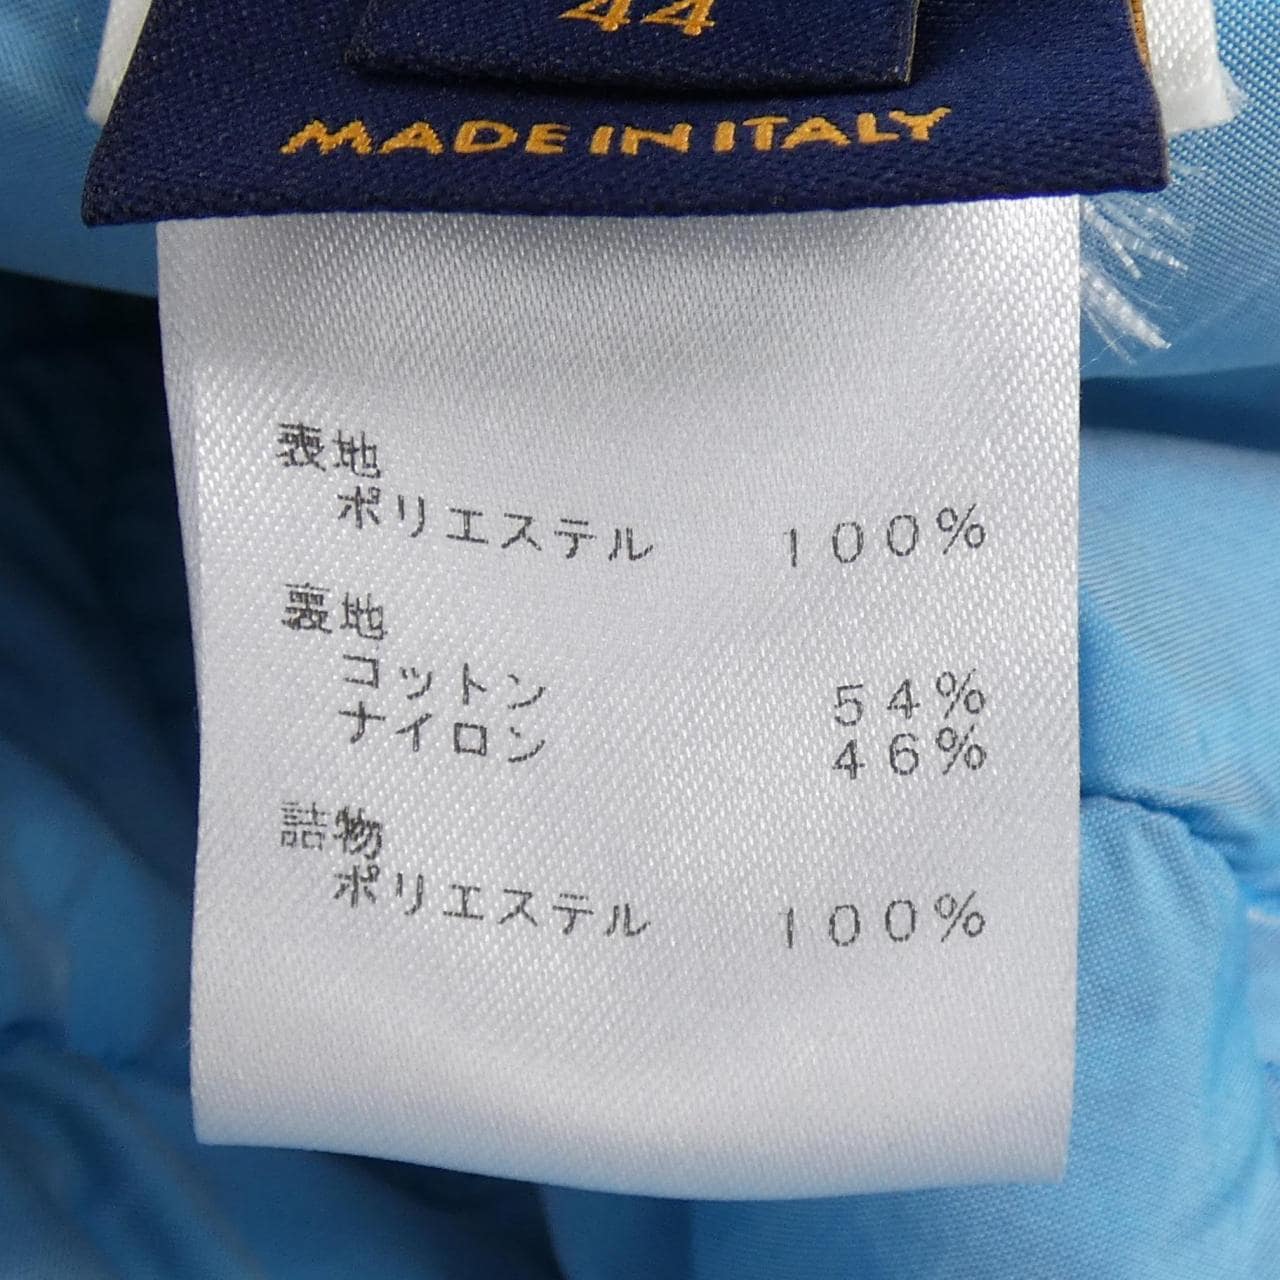 44
MADE IN ITALY
表地
ポリエステル 100%
裏地
コットン 54%
ナイロン 46%
詰物
ポリエステル 100%